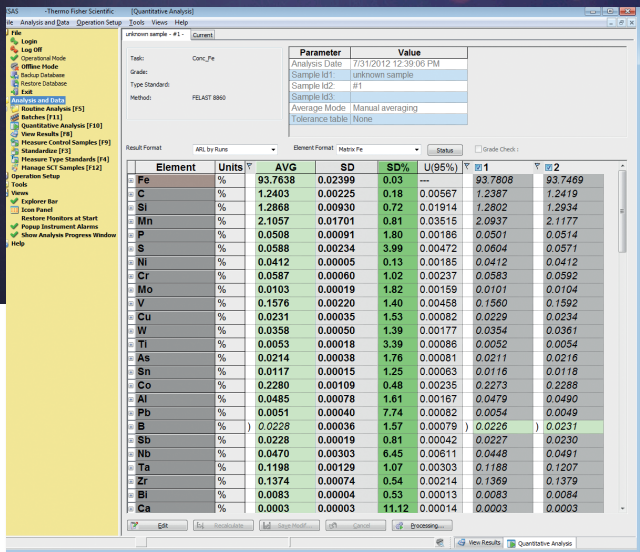 ISAS -Thermo Fisher Scientific [Quantitative Analysis]
ile Analysis and Data Operation Setup Tools Views Help
File
Login
Log Off
Operational Mode
Offline Mode
Backup Database
Restore Database
Exit
Analysis and Data
Routine Analysis [F5]
Batches [F11]
Quantitative Analysis [F10]
View Results [F8]
Measure Control Samples [F9]
Standardize [F3]
Measure Type Standards [F4]
Manage SCT Samples [F12]
Operation Setup
Tools
Views
Explorer Bar
Icon Panel
Restore Monitors at Start
Popup Instrument Alarms
Show Analysis Progress Window
Help
unknown sample - #1 - Current
Task: Conc_Fe
Grade:
Type Standard:
Method: FELAST 8860
Parameter Value
Analysis Date 7/31/2012 12:39:06 PM
Sample Id1: unknown sample
Sample Id2: #1
Sample Id3:
Average Mode Manual averaging
Tolerance table None
Result Format ARL by Runs Element Format Matrix Fe Status Grade Check :
Element Units AVG SD SD% U(95%) 1 2
Fe % 93.7638 0.02399 0.03 --- 93.7808 93.7469
C % 1.2403 0.00225 0.18 0.00567 1.2387 1.2419
Si % 1.2868 0.00930 0.72 0.01914 1.2802 1.2934
Mn % 2.1057 0.01701 0.81 0.03515 2.0937 2.1177
P % 0.0508 0.00091 1.80 0.00186 0.0501 0.0514
S % 0.0588 0.00234 3.99 0.00472 0.0604 0.0571
Ni % 0.0412 0.00005 0.13 0.00185 0.0412 0.0412
Cr % 0.0587 0.00060 1.02 0.00237 0.0583 0.0592
Mo % 0.0103 0.00019 1.82 0.00159 0.0101 0.0104
V % 0.1576 0.00220 1.40 0.00458 0.1560 0.1592
Cu % 0.0231 0.00035 1.53 0.00082 0.0229 0.0234
W % 0.0358 0.00050 1.39 0.00177 0.0354 0.0361
Ti % 0.0053 0.00018 3.39 0.00086 0.0052 0.0054
As % 0.0214 0.00038 1.76 0.00081 0.0211 0.0216
Sn % 0.0117 0.00015 1.25 0.00063 0.0116 0.0118
Co % 0.2280 0.00109 0.48 0.00235 0.2273 0.2288
Al % 0.0485 0.00078 1.61 0.00167 0.0479 0.0490
Pb % 0.0051 0.00040 7.74 0.00082 0.0054 0.0049
B % ) 0.0228 0.00036 1.57 0.00079 ) 0.0226 ) 0.0231
Sb % 0.0228 0.00019 0.81 0.00042 0.0227 0.0230
Nb % 0.0470 0.00303 6.45 0.00611 0.0448 0.0491
Ta % 0.1198 0.00129 1.07 0.00303 0.1188 0.1207
Zr % 0.1374 0.00074 0.54 0.00214 0.1369 0.1379
Bi % 0.0083 0.00004 0.53 0.00013 0.0083 0.0084
Ca % 0.0003 0.00003 11.12 0.00014 0.0003 0.0003
Edit Recalculate Save Modif... Cancel Processing...
View Results Quantitative Analysis